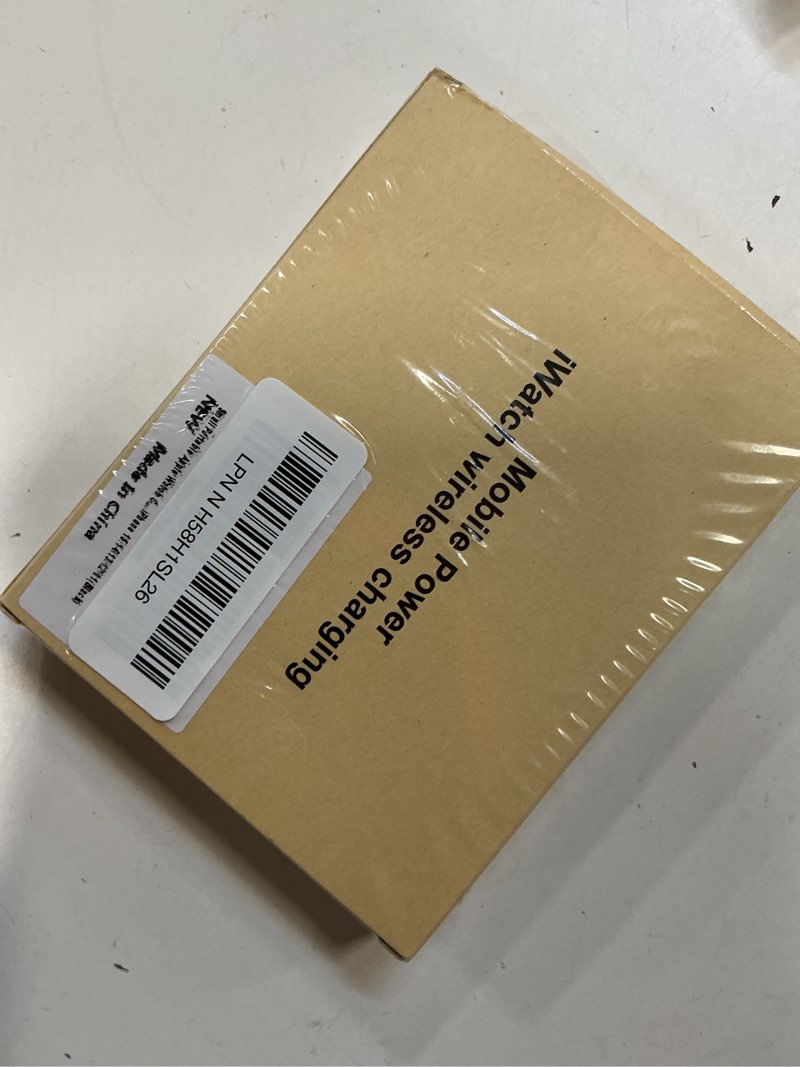 Mobile Power
iWatch wireless charging
LPN N H58H1SL26
NEW
Made In China